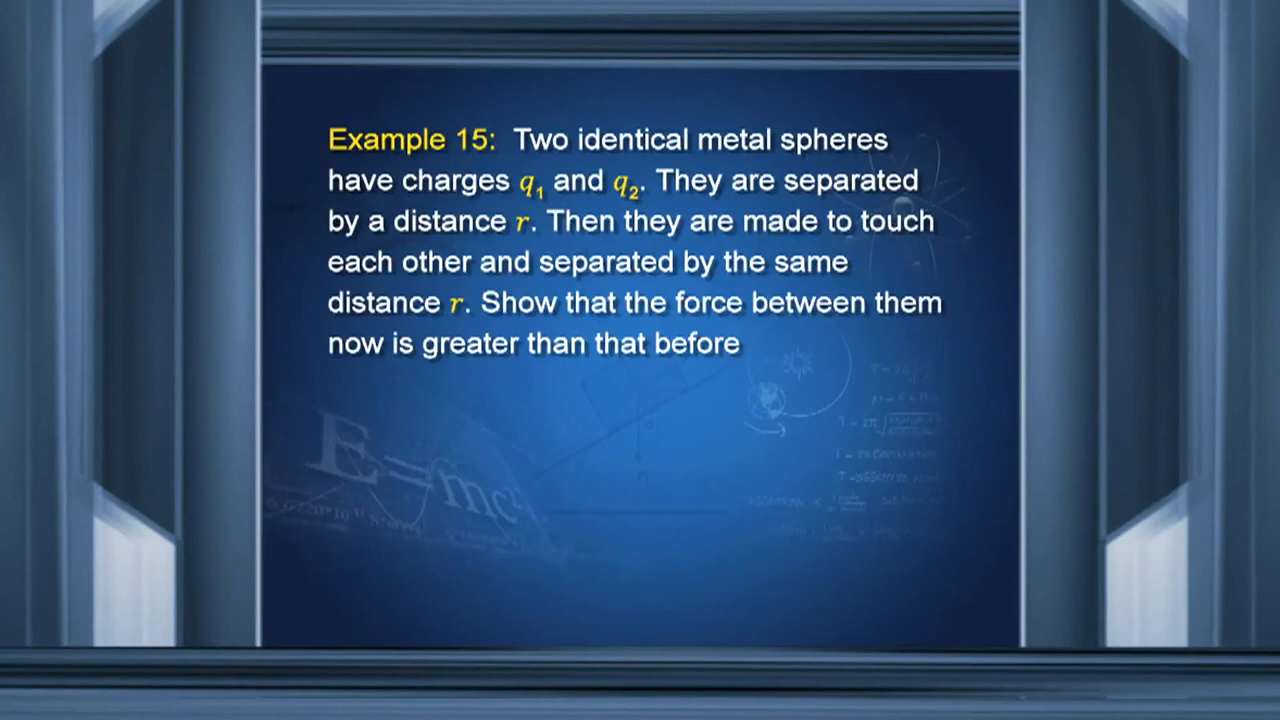 Example 15: Two identical metal spheres
have charges q₁ and q₂. They are separated
by a distance r. Then they are made to touch
each other and separated by the same
distance r. Show that the force between them
now is greater than that before
E=mc²